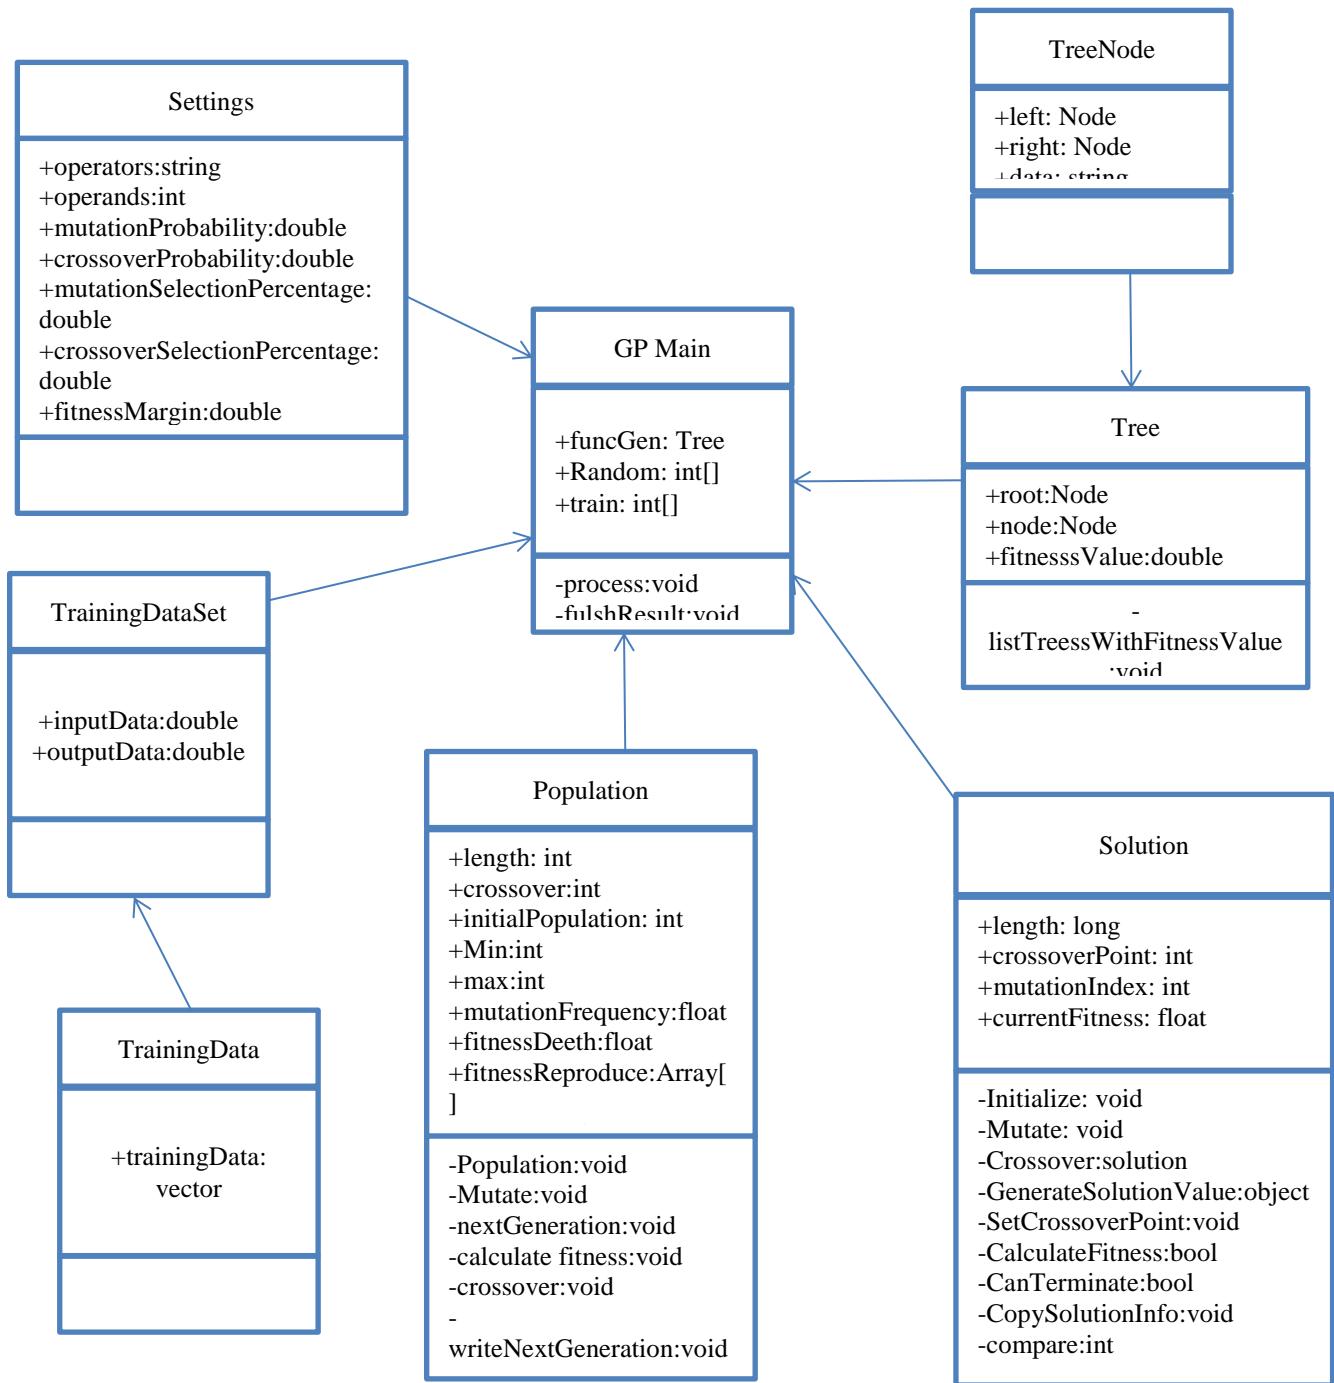 Settings
+operators:string
+operands:int
+mutationProbability:double
+crossoverProbability:double
+mutationSelectionPercentage:
double
+crossoverSelectionPercentage:
double
+fitnessMargin:double
TreeNode
+left: Node
+right: Node
+data: string
GP Main
+funcGen: Tree
+Random: int[]
+train: int[]
-process:void
-fulshResult:void
Tree
+root:Node
+node:Node
+fitnesssValue:double
-
listTreessWithFitnessValue
:void
TrainingDataSet
+inputData:double
+outputData:double
TrainingData
+trainingData:
vector
Population
+length: int
+crossover:int
+initialPopulation: int
+Min:int
+max:int
+mutationFrequency:float
+fitnessDeeth:float
+fitnessReproduce:Array[
]
-Population:void
-Mutate:void
-nextGeneration:void
-calculate fitness:void
-crossover:void
-
writeNextGeneration:void
Solution
+length: long
+crossoverPoint: int
+mutationIndex: int
+currentFitness: float
-Initialize: void
-Mutate: void
-Crossover:solution
-GenerateSolutionValue:object
-SetCrossoverPoint:void
-CalculateFitness:bool
-CanTerminate:bool
-CopySolutionInfo:void
-compare:int